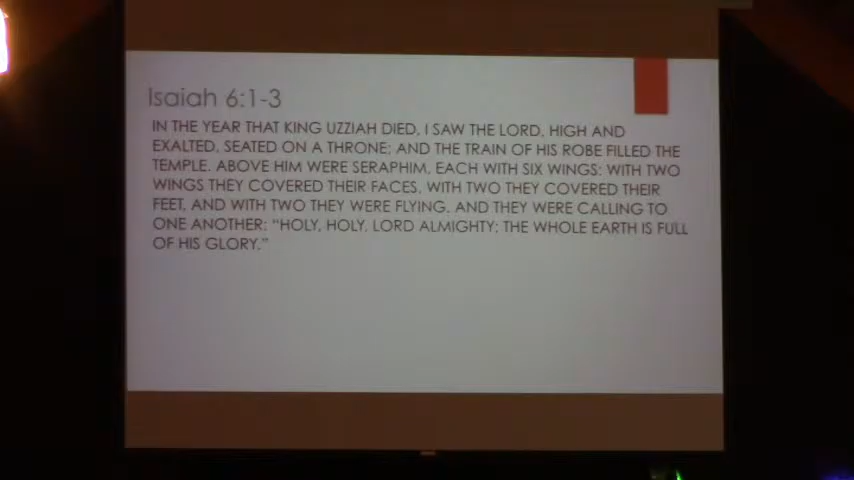 Isaiah 6:1-3
IN THE YEAR THAT KING UZZIAH DIED, I SAW THE LORD, HIGH AND
EXALTED, SEATED ON A THRONE; AND THE TRAIN OF HIS ROBE FILLED THE
TEMPLE. ABOVE HIM WERE SERAPHIM, EACH WITH SIX WINGS: WITH TWO
WINGS THEY COVERED THEIR FACES, WITH TWO THEY COVERED THEIR
FEET, AND WITH TWO THEY WERE FLYING. AND THEY WERE CALLING TO
ONE ANOTHER: “HOLY, HOLY, LORD ALMIGHTY; THE WHOLE EARTH IS FULL
OF HIS GLORY.”